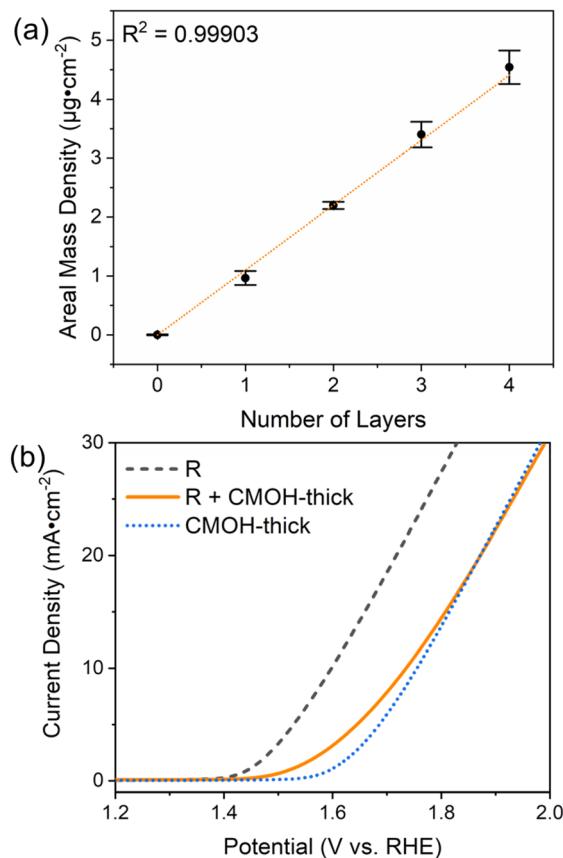 (a)
R² = 0.99903
Areal Mass Density (µg•cm⁻²)
5
4
3
2
1
0
0 1 2 3 4
Number of Layers
(b)
R
R + CMOH-thick
CMOH-thick
Current Density (mA•cm⁻²)
30
20
10
0
1.2 1.4 1.6 1.8 2.0
Potential (V vs. RHE)